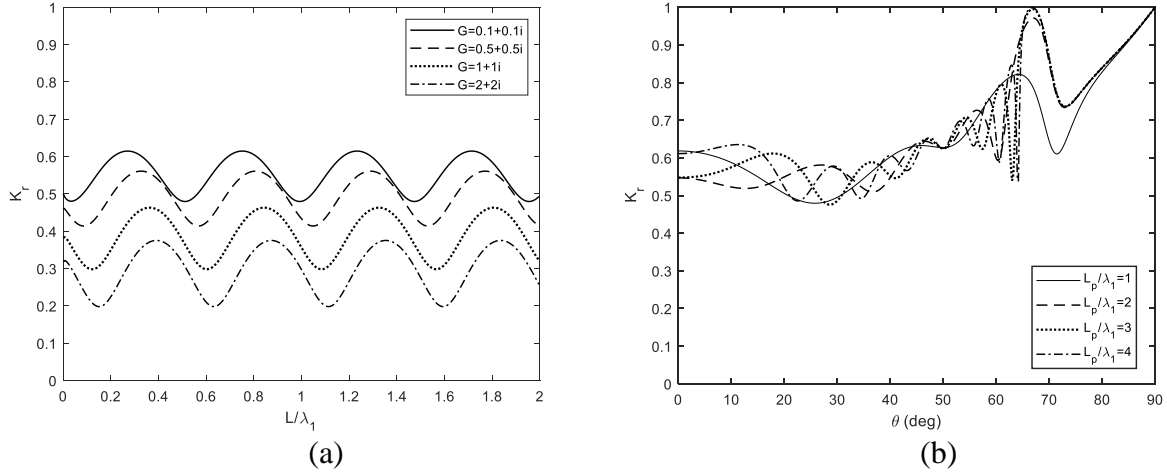 1
0.9
0.8
0.7
0.6
0.5
0.4
0.3
0.2
0.1
0
K_r
0 0.2 0.4 0.6 0.8 1 1.2 1.4 1.6 1.8 2
L/λ_1
G=0.1+0.1i
G=0.5+0.5i
G=1+1i
G=2+2i
(a)
1
0.9
0.8
0.7
0.6
0.5
0.4
0.3
0.2
0.1
0
K_r
0 10 20 30 40 50 60 70 80 90
θ (deg)
L_p/λ_1=1
L_p/λ_1=2
L_p/λ_1=3
L_p/λ_1=4
(b)